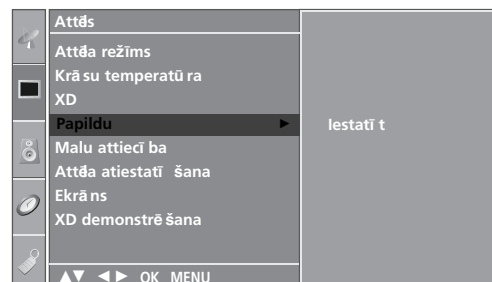 Attēls
Attēla režīms
Krāsu temperatūra
XD
Papildu ► Iestatīt
Malu attiecība
Attēla atiestatīšana
Ekrāns
XD demonstrēšana
▲▼ ◄► OK MENU